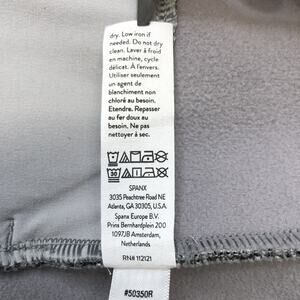 dry. Low iron if
needed. Do not dry
clean. Laver à froid
en machine, cycle
délicat. À l'envers.
Utiliser seulement
un agent de
blanchiment non
chloré au besoin.
Etendre. Repasser
au fer doux au
besoin. Ne pas
nettoyer à sec.
30
SPANX
3035 Peachtree Road NE
Atlanta, GA 30305, U.S.A.
Spanx Europe B.V.
Prins Bernhardplein 200
1097JB Amsterdam,
Netherlands
RN# 112121
#50350R